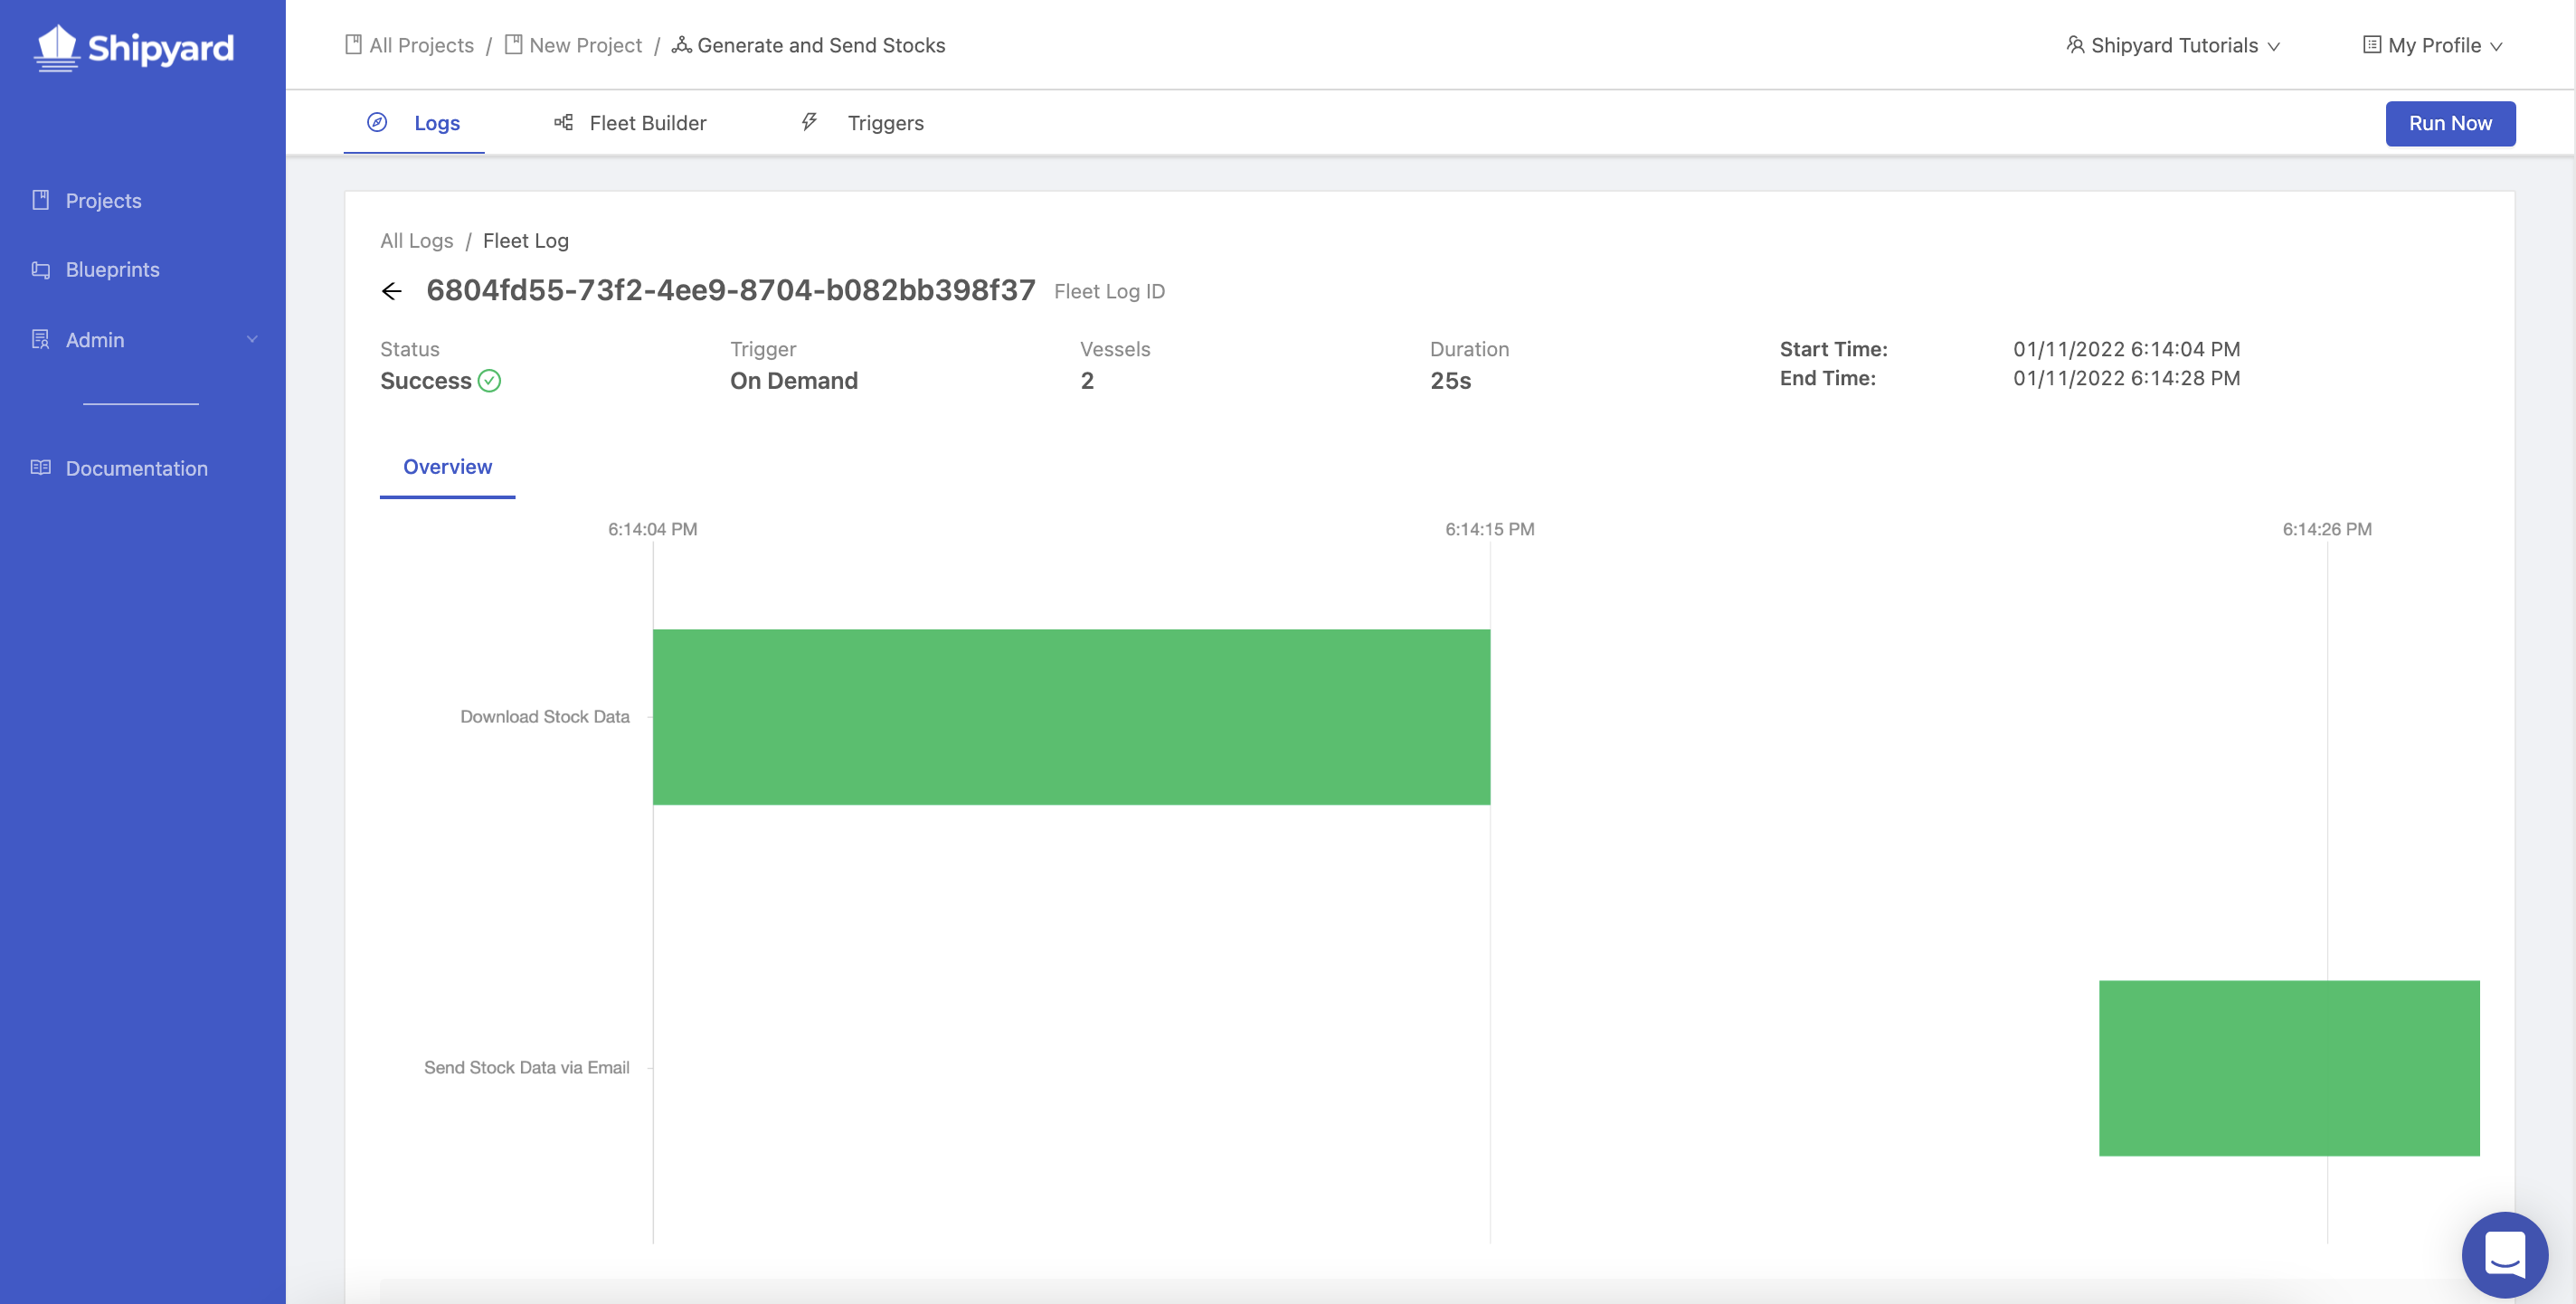 Shipyard
All Projects / New Project / Generate and Send Stocks
Shipyard Tutorials
My Profile
Logs
Fleet Builder
Triggers
Run Now
Projects
Blueprints
Admin
Documentation
All Logs / Fleet Log
6804fd55-73f2-4ee9-8704-b082bb398f37 Fleet Log ID
Status
Success
Trigger
On Demand
Vessels
2
Duration
25s
Start Time: 01/11/2022 6:14:04 PM
End Time: 01/11/2022 6:14:28 PM
Overview
6:14:04 PM
6:14:15 PM
6:14:26 PM
Download Stock Data
Send Stock Data via Email